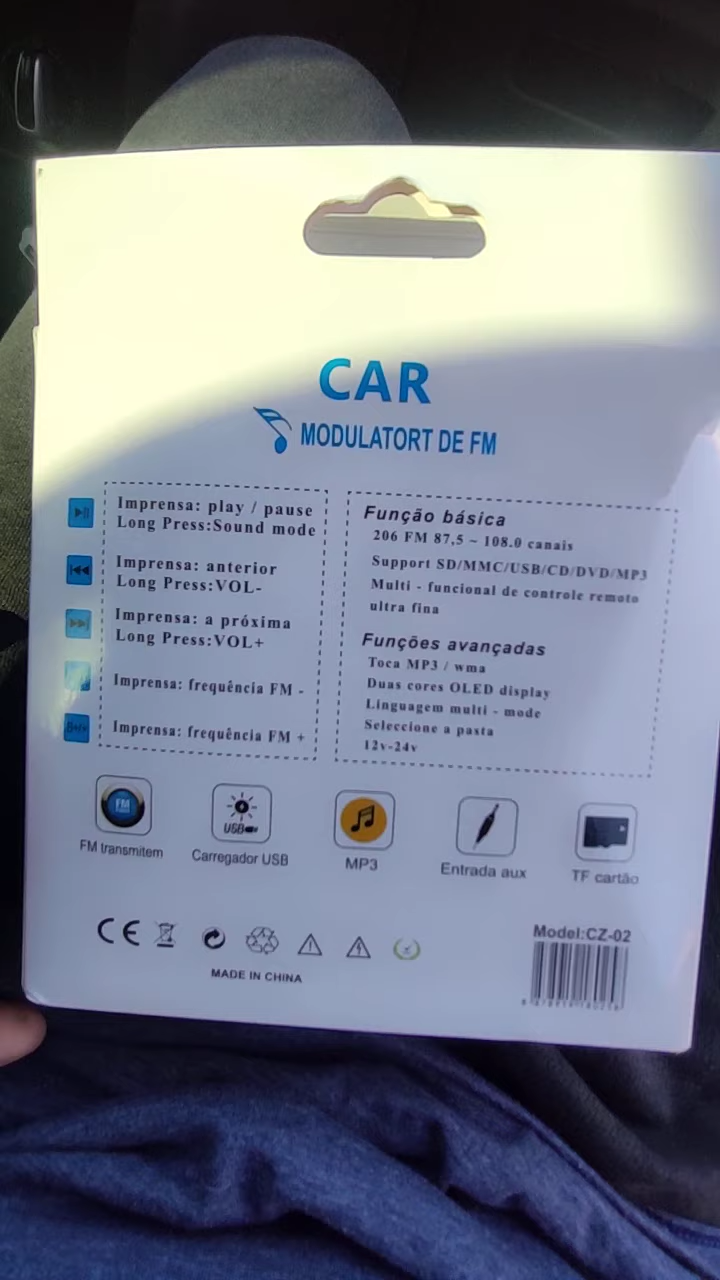 CAR
MODULATORT DE FM
Imprensa: play / pause
Long Press:Sound mode
Imprensa: anterior
Long Press:VOL-
Imprensa: a próxima
Long Press:VOL+
Imprensa: frequência FM -
Imprensa: frequência FM +
Função básica
206 FM 87,5 ~ 108.0 canais
Support SD/MMC/USB/CD/DVD/MP3
Multi - funcional de controle remoto
ultra fina
Funções avançadas
Toca MP3 / wma
Duas cores OLED display
Linguagem multi - mode
Seleccione a pasta
12v-24v
FM
USB
FM transmitem
Carregador USB
MP3
Entrada aux
TF cartão
CE
Model:CZ-02
MADE IN CHINA